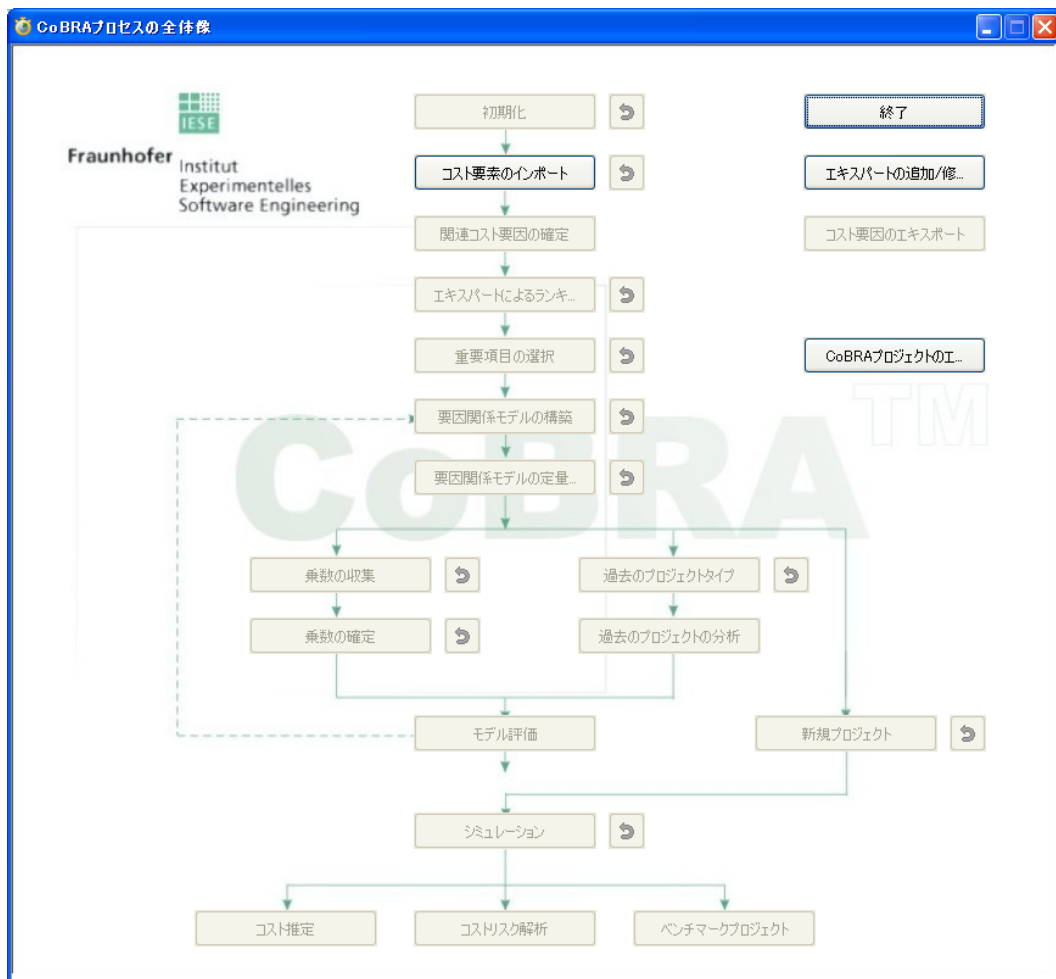 CoBRAプロセスの全体像
IESE
Fraunhofer
Institut
Experimentelles
Software Engineering
初期化
終了
コスト要素のインポート
エキスパートの追加/修...
関連コスト要因の確定
コスト要因のエキスポート
エキスパートによるランキ...
重要項目の選択
CoBRAプロジェクトのエ...
要因関係モデルの構築
CoBRA™
要因関係モデルの定量...
乗数の収集
過去のプロジェクトタイプ
乗数の確定
過去のプロジェクトの分析
モデル評価
新規プロジェクト
シミュレーション
コスト推定
コストリスク解析
ベンチマークプロジェクト